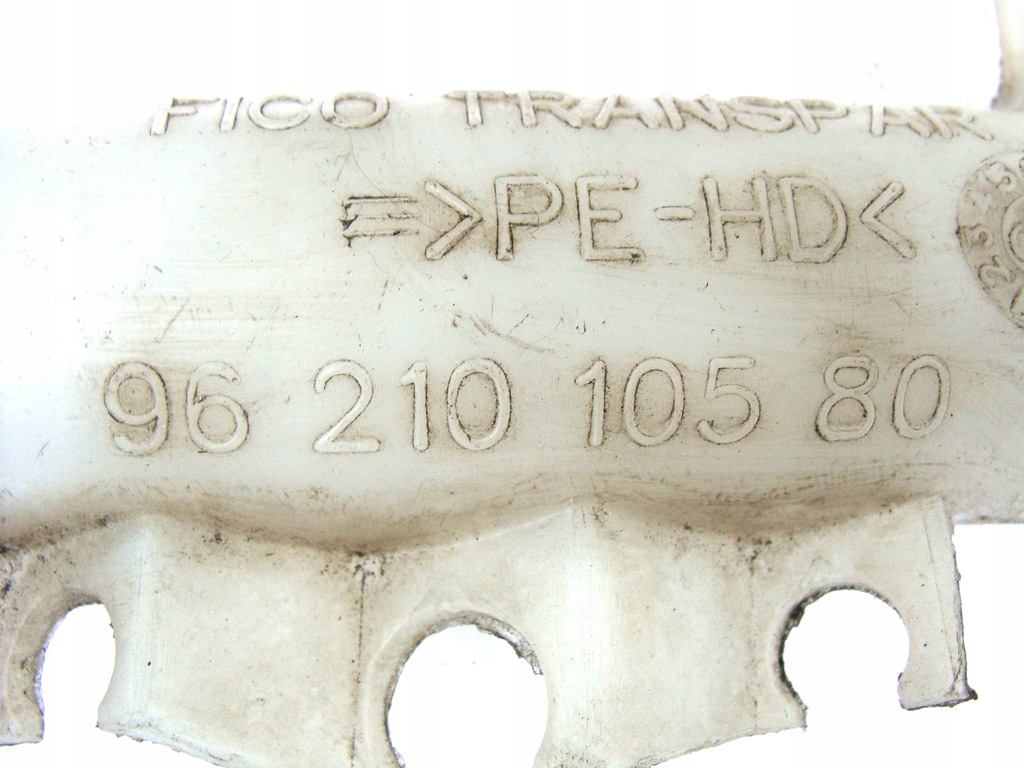 FICO TRANSPAR
>PE-HD<
96 210 105 80